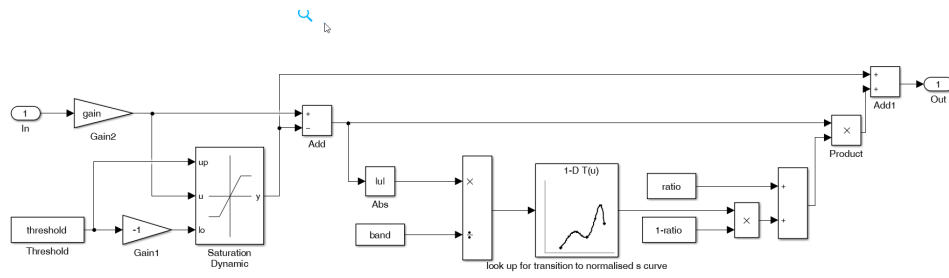 1
In
gain
Gain2
threshold
Threshold
-1
Gain1
up
u
lo
y
Saturation
Dynamic
+
−
Add
|u|
Abs
band
×
÷
1-D T(u)
look up for transition to normalised s curve
ratio
1-ratio
×
+
+
×
Product
+
+
Add1
1
Out